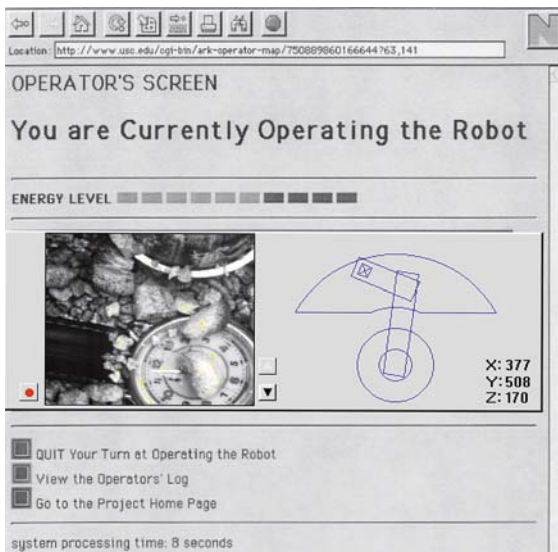 Location: http://www.usc.edu/cgi-bin/ark-operator-map/750889860166644?63,141
N
OPERATOR'S SCREEN
You are Currently Operating the Robot
ENERGY LEVEL
X: 377
Y: 508
Z: 170
QUIT Your Turn at Operating the Robot
View the Operators' Log
Go to the Project Home Page
system processing time: 8 seconds